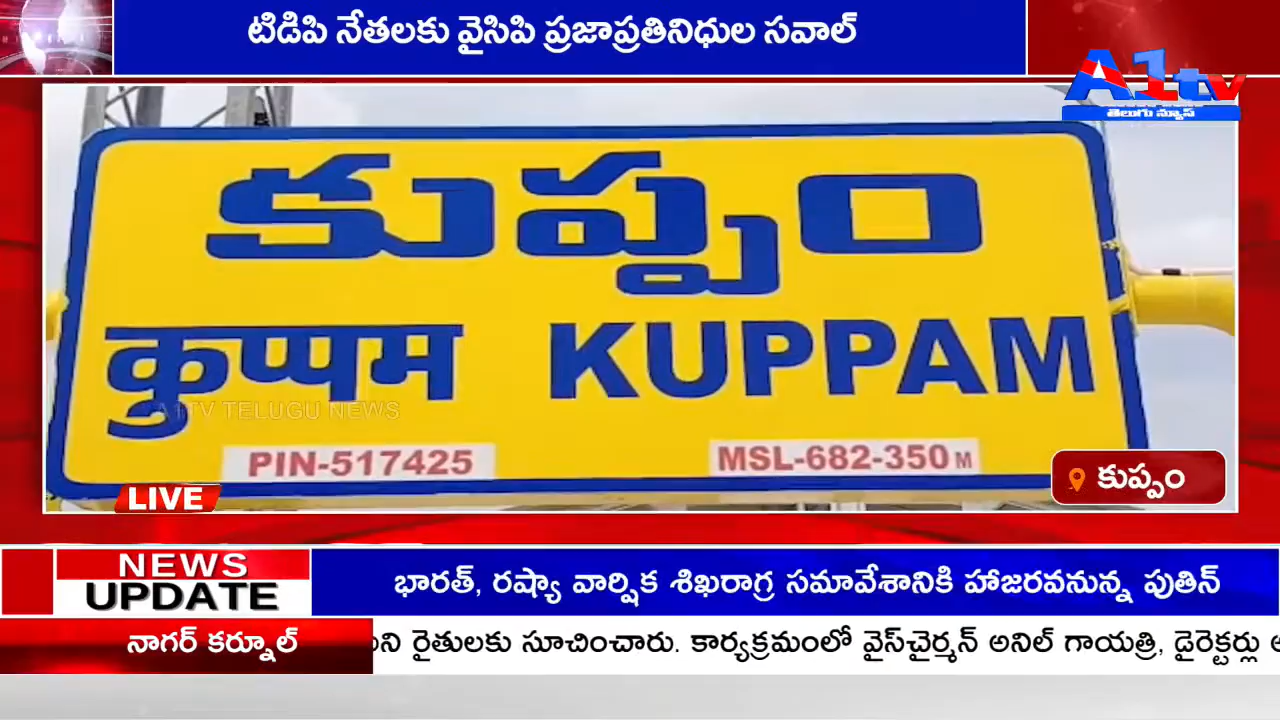 టిడిపి నేతలకు వైసిపి ప్రజాప్రతినిధుల సవాల్
A1tv
తెలుగు న్యూస్
కుప్పం
कुप्पम KUPPAM
A1TV TELUGU NEWS
PIN-517425 MSL-682-350M
LIVE
కుప్పం
NEWS
UPDATE
భారత్, రష్యా వార్షిక శిఖరాగ్ర సమావేశానికి హాజరవనున్న పుతిన్
నాగర్ కర్నూల్ రైతులకు సూచించారు. కార్యక్రమంలో వైస్‌చైర్మన్ అనిల్ గాయత్రి, డైరెక్టర్లు